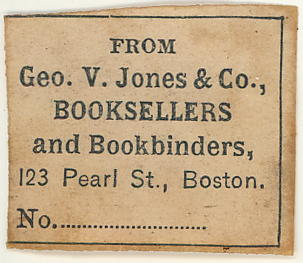 FROM
Geo. V. Jones & Co.,
BOOKSELLERS
and Bookbinders,
123 Pearl St., Boston.
No..........................